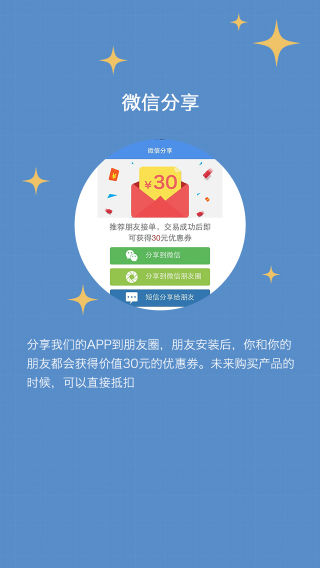 微信分享
微信分享
¥30
推荐朋友接单，交易成功后即
可获得30元优惠券
分享到微信
分享到微信朋友圈
短信分享给朋友
分享我们的APP到朋友圈，朋友安装后，你和你的
朋友都会获得价值30元的优惠券。未来购买产品的
时候，可以直接抵扣